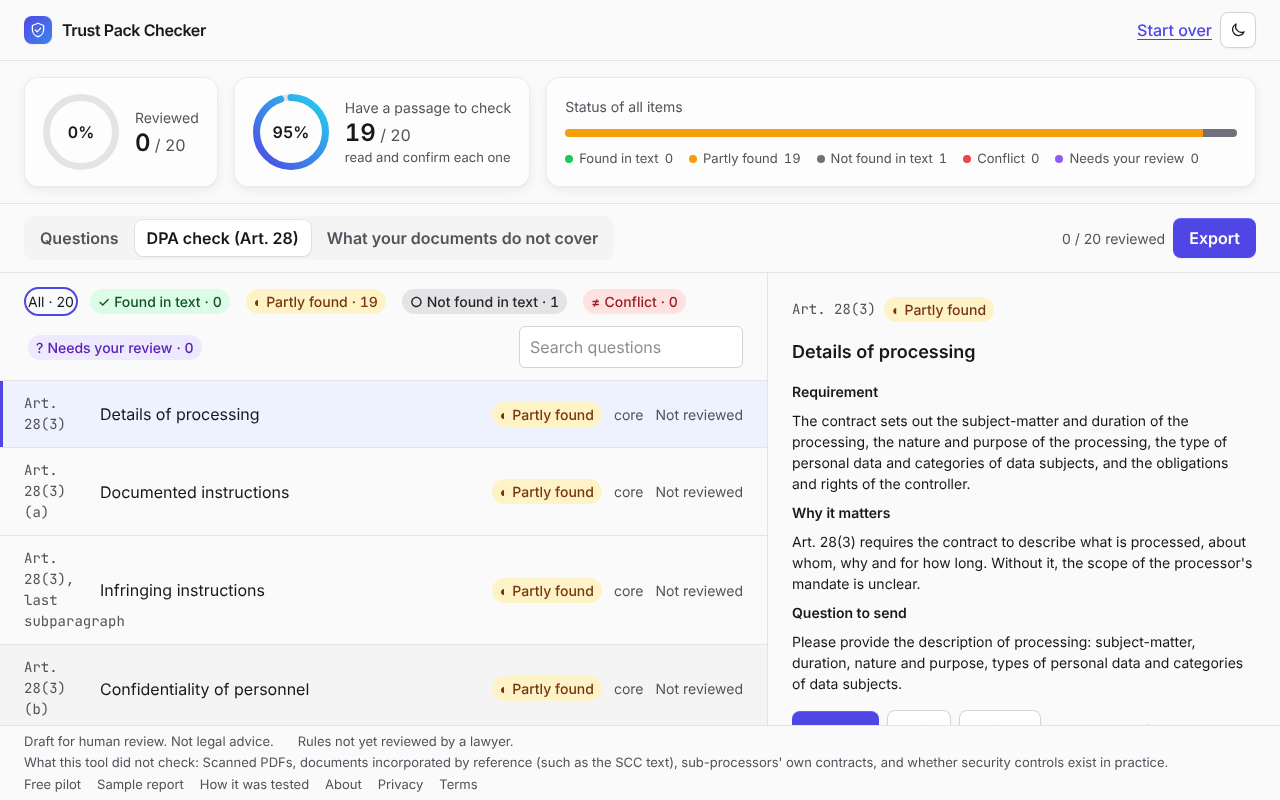 Trust Pack Checker
Start over
0%
Reviewed
0 / 20
95%
Have a passage to check
19 / 20
read and confirm each one
Status of all items
Found in text 0
Partly found 19
Not found in text 1
Conflict 0
Needs your review 0
Questions
DPA check (Art. 28)
What your documents do not cover
0 / 20 reviewed
Export
All · 20
✓ Found in text · 0
Partly found · 19
Not found in text · 1
≠ Conflict · 0
? Needs your review · 0
Search questions
Art.
28(3)
Details of processing
Partly found
core
Not reviewed
Art.
28(3)
(a)
Documented instructions
Partly found
core
Not reviewed
Art.
28(3),
last
subparagraph
Infringing instructions
Partly found
core
Not reviewed
Art.
28(3)
(b)
Confidentiality of personnel
Partly found
core
Not reviewed
Art. 28(3)
Partly found
Details of processing
Requirement
The contract sets out the subject-matter and duration of the
processing, the nature and purpose of the processing, the type of
personal data and categories of data subjects, and the obligations
and rights of the controller.
Why it matters
Art. 28(3) requires the contract to describe what is processed, about
whom, why and for how long. Without it, the scope of the processor's
mandate is unclear.
Question to send
Please provide the description of processing: subject-matter,
duration, nature and purpose, types of personal data and categories
of data subjects.
Draft for human review. Not legal advice.
Rules not yet reviewed by a lawyer.
What this tool did not check: Scanned PDFs, documents incorporated by reference (such as the SCC text), sub-processors' own contracts, and whether security controls exist in practice.
Free pilot
Sample report
How it was tested
About
Privacy
Terms